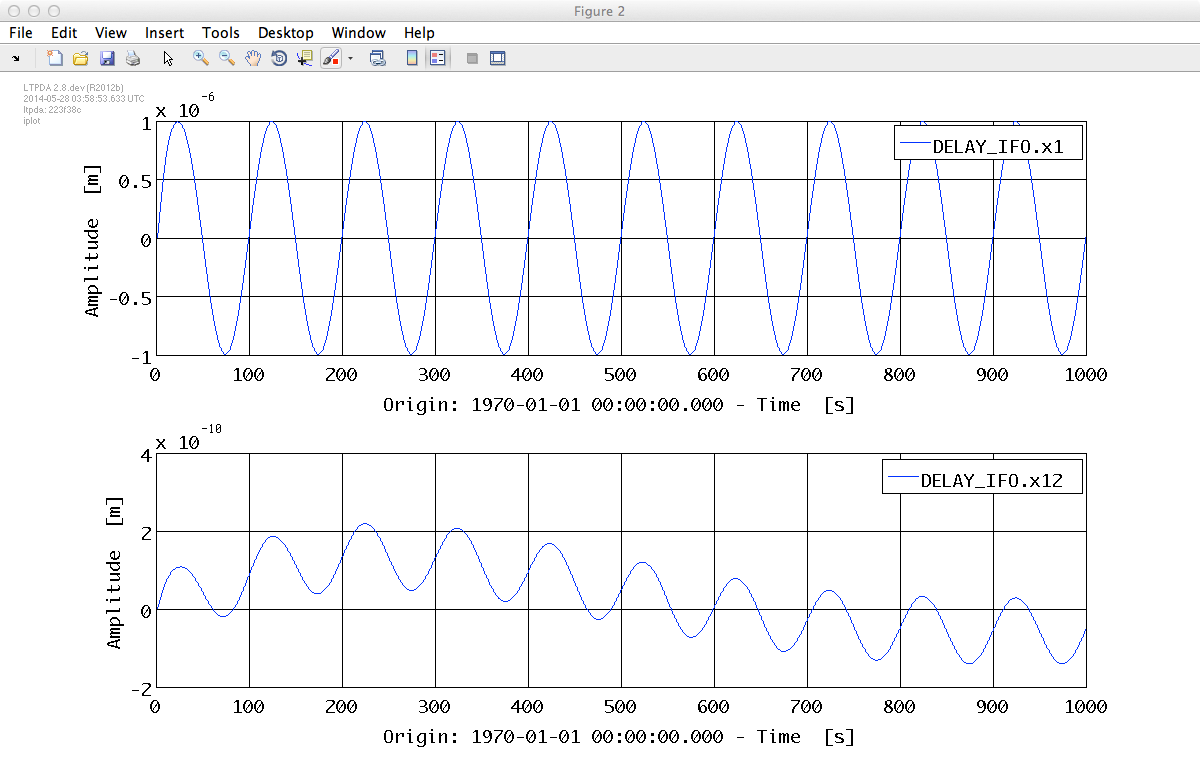 Figure 2
File Edit View Insert Tools Desktop Window Help
LTPDA 2.8.dev (R2012b)
2014-05-28 03:58:53.633 UTC
ltpda: 223f38c
iplot
x 10^-6
DELAY_IFO.x1
1
0.5
0
-0.5
-1
Amplitude [m]
0 100 200 300 400 500 600 700 800 900 1000
Origin: 1970-01-01 00:00:00.000 - Time [s]
x 10^-10
DELAY_IFO.x12
4
2
0
-2
Amplitude [m]
0 100 200 300 400 500 600 700 800 900 1000
Origin: 1970-01-01 00:00:00.000 - Time [s]